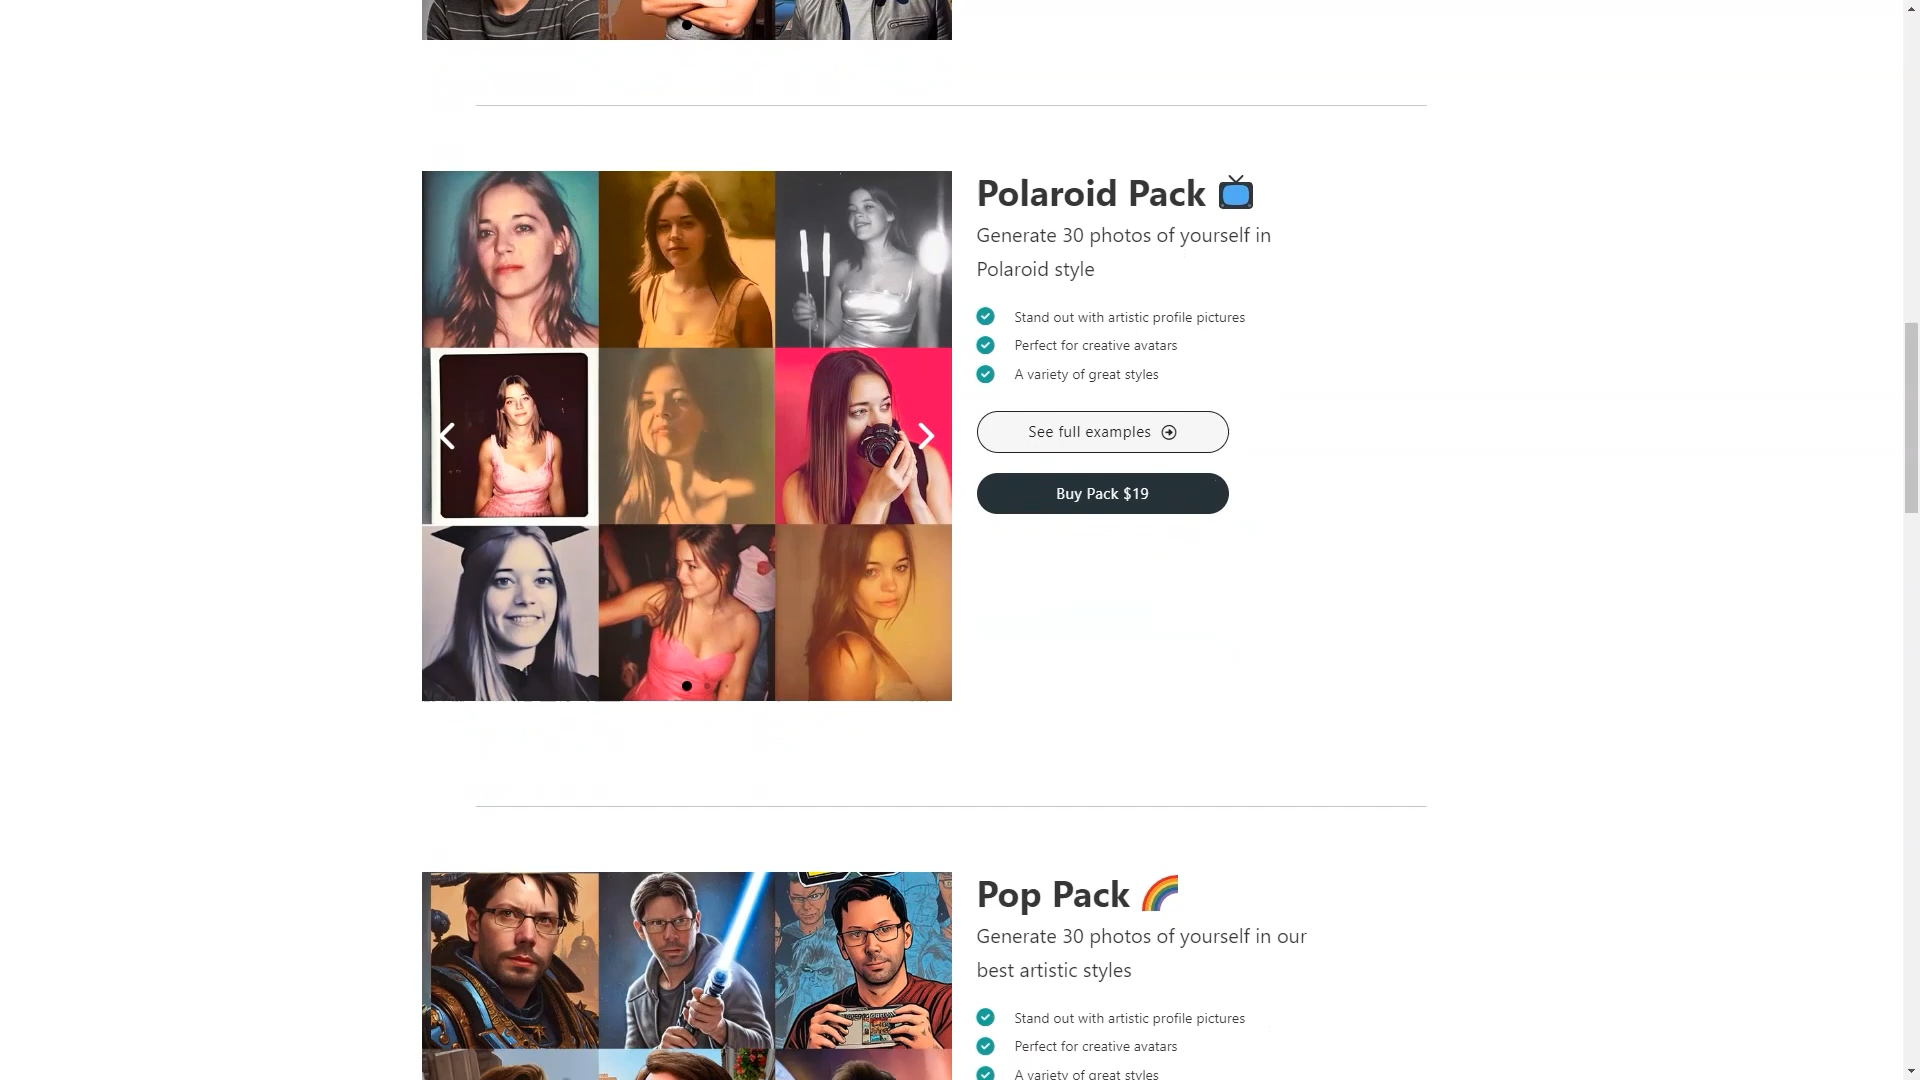 Polaroid Pack
Generate 30 photos of yourself in
Polaroid style
Stand out with artistic profile pictures
Perfect for creative avatars
A variety of great styles
See full examples
Buy Pack $19
Pop Pack
Generate 30 photos of yourself in our
best artistic styles
Stand out with artistic profile pictures
Perfect for creative avatars
A variety of great styles